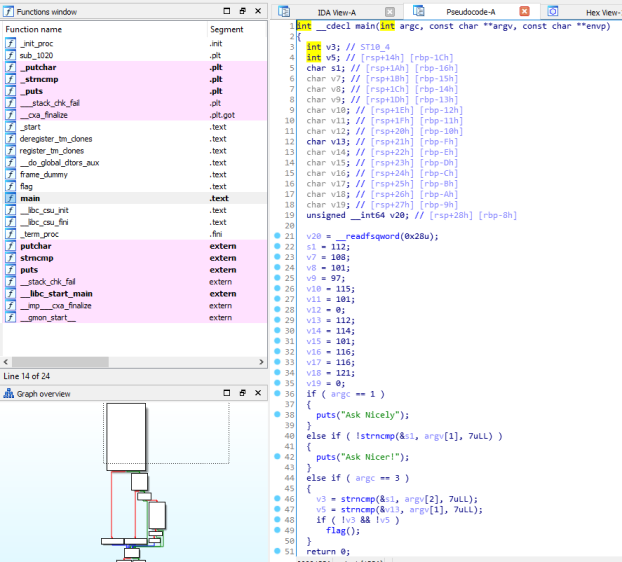 Functions window
IDA View-A
Pseudocode-A
Hex View-
Function name Segment
_init_proc .init
sub_1020 .plt
_putchar .plt
_strncmp .plt
_puts .plt
___stack_chk_fail .plt
__cxa_finalize .plt.got
_start .text
deregister_tm_clones .text
register_tm_clones .text
__do_global_dtors_aux .text
frame_dummy .text
flag .text
main .text
__libc_csu_init .text
__libc_csu_fini .text
_term_proc .fini
putchar extern
strncmp extern
puts extern
__stack_chk_fail extern
__libc_start_main extern
__imp___cxa_finalize extern
__gmon_start__ extern
Line 14 of 24
Graph overview
1 int __cdecl main(int argc, const char **argv, const char **envp)
2 {
3 int v3; // ST10_4
4 int v5; // [rsp+14h] [rbp-1Ch]
5 char s1; // [rsp+1Ah] [rbp-16h]
6 char v7; // [rsp+1Bh] [rbp-15h]
7 char v8; // [rsp+1Ch] [rbp-14h]
8 char v9; // [rsp+1Dh] [rbp-13h]
9 char v10; // [rsp+1Eh] [rbp-12h]
10 char v11; // [rsp+1Fh] [rbp-11h]
11 char v12; // [rsp+20h] [rbp-10h]
12 char v13; // [rsp+21h] [rbp-Fh]
13 char v14; // [rsp+22h] [rbp-Eh]
14 char v15; // [rsp+23h] [rbp-Dh]
15 char v16; // [rsp+24h] [rbp-Ch]
16 char v17; // [rsp+25h] [rbp-Bh]
17 char v18; // [rsp+26h] [rbp-Ah]
18 char v19; // [rsp+27h] [rbp-9h]
19 unsigned __int64 v20; // [rsp+28h] [rbp-8h]
20
21 v20 = __readfsqword(0x28u);
22 s1 = 112;
23 v7 = 108;
24 v8 = 101;
25 v9 = 97;
26 v10 = 115;
27 v11 = 101;
28 v12 = 0;
29 v13 = 112;
30 v14 = 114;
31 v15 = 101;
32 v16 = 116;
33 v17 = 116;
34 v18 = 121;
35 v19 = 0;
36 if ( argc == 1 )
37 {
38 puts("Ask Nicely");
39 }
40 else if ( !strncmp(&s1, argv[1], 7uLL) )
41 {
42 puts("Ask Nicer!");
43 }
44 else if ( argc == 3 )
45 {
46 v3 = strncmp(&s1, argv[2], 7uLL);
47 v5 = strncmp(&v13, argv[1], 7uLL);
48 if ( !v3 && !v5 )
49 flag();
50 }
51 return 0;